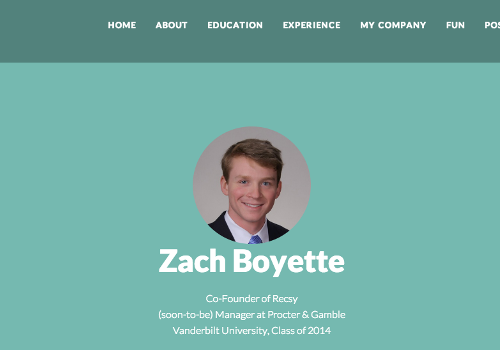 HOME ABOUT EDUCATION EXPERIENCE MY COMPANY FUN
Zach Boyette
Co-Founder of Recsy
(soon-to-be) Manager at Procter & Gamble
Vanderbilt University, Class of 2014